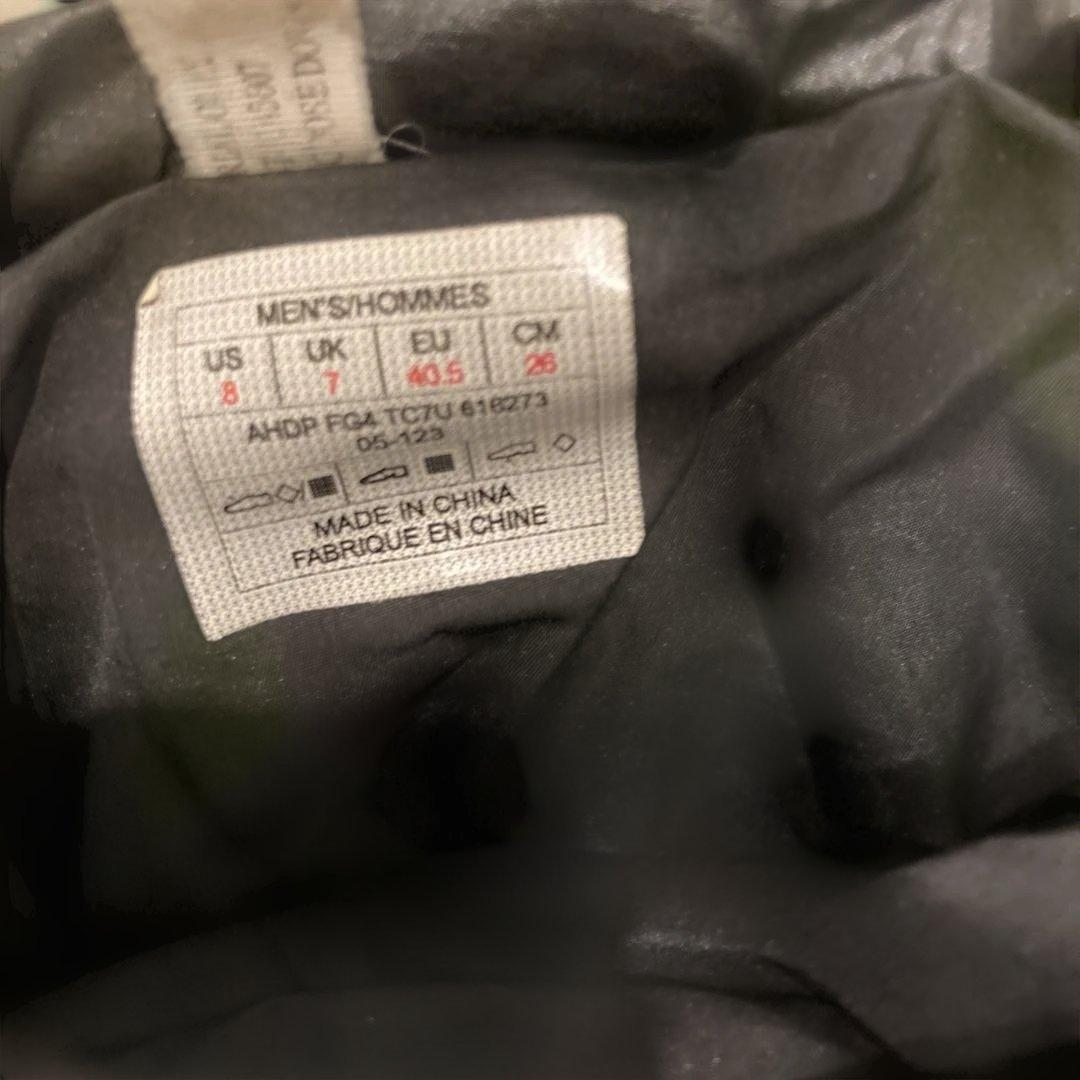 MEN'S/HOMMES
US UK EU CM
8 7 40.5 26
AHDP FG4 TC7U 616273
05-123
MADE IN CHINA
FABRIQUE EN CHINE